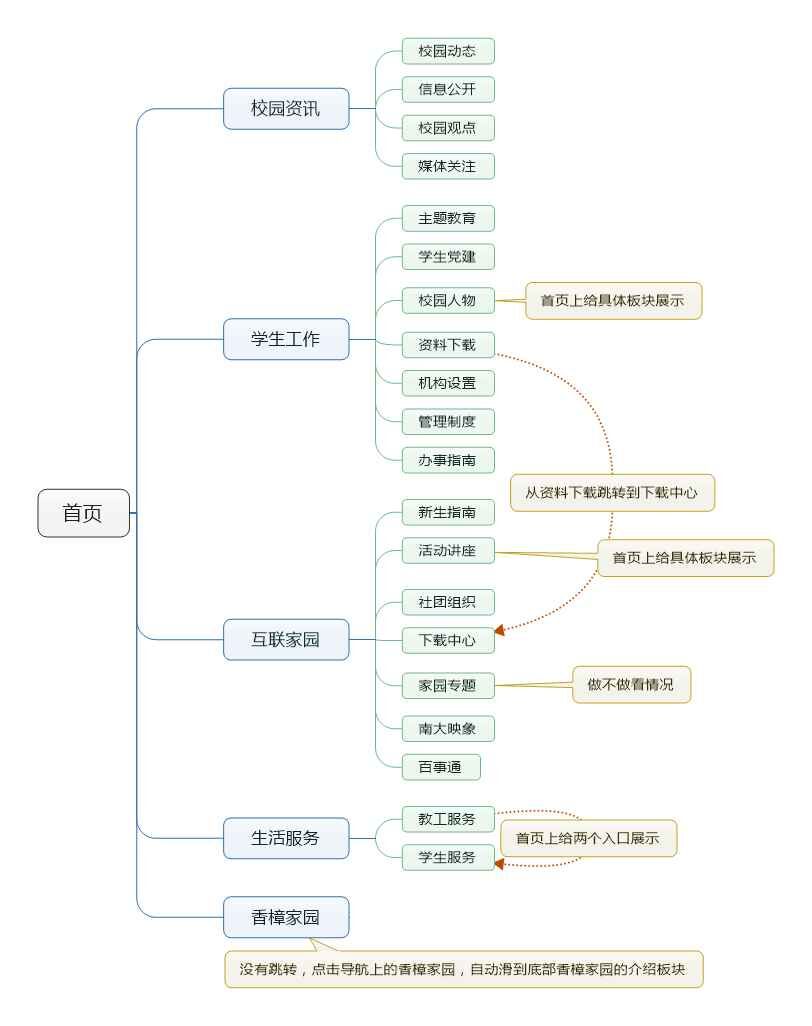 首页
校园资讯
校园动态
信息公开
校园观点
媒体关注
学生工作
主题教育
学生党建
校园人物
首页上给具体板块展示
资料下载
机构设置
管理制度
办事指南
从资料下载跳转到下载中心
互联家园
新生指南
活动讲座
首页上给具体板块展示
社团组织
下载中心
家园专题
做不做看情况
南大映象
百事通
生活服务
教工服务
学生服务
首页上给两个入口展示
香樟家园
没有跳转，点击导航上的香樟家园，自动滑到底部香樟家园的介绍板块